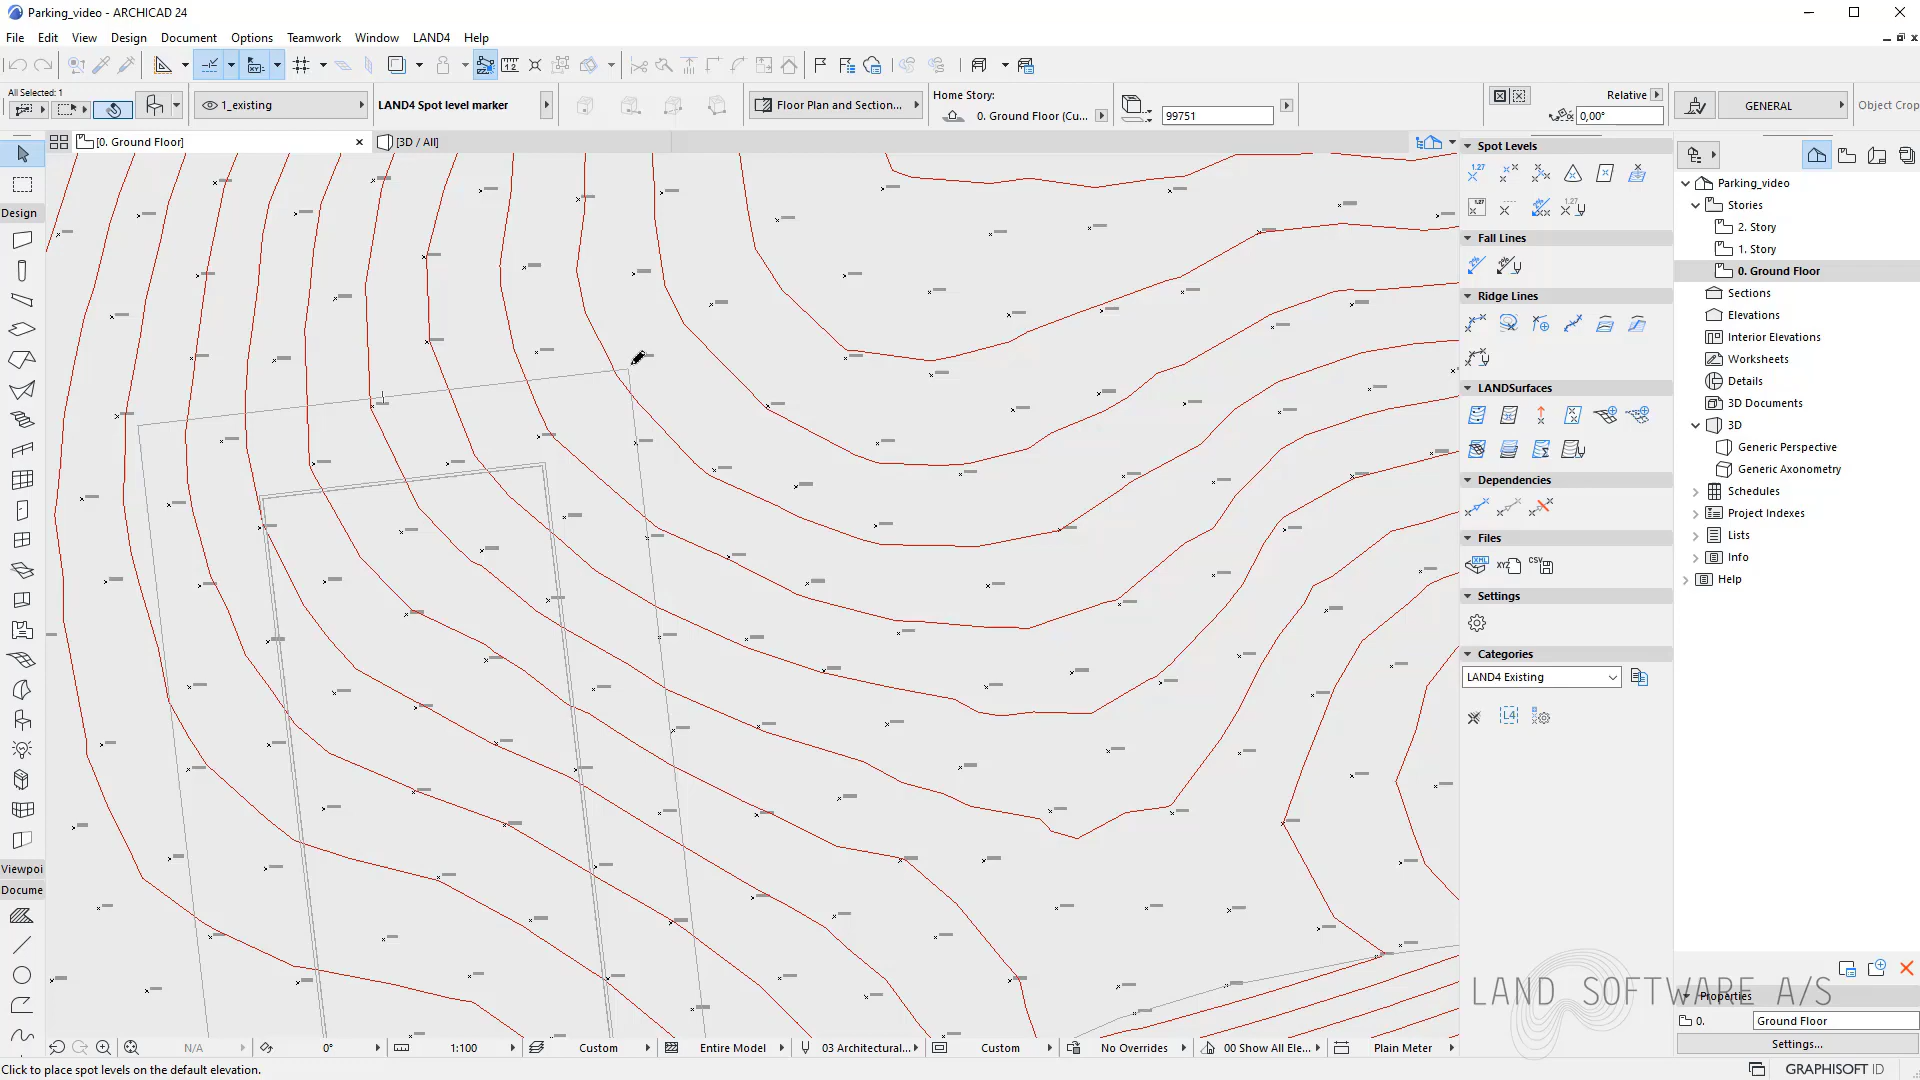 Parking_video - ARCHICAD 24
File Edit View Design Document Options Teamwork Window LAND4 Help
All Selected: 1
1_existing
LAND4 Spot level marker
Floor Plan and Section...
Home Story:
0. Ground Floor (Cu...
99751
Relative
0,00°
GENERAL
Object Crop
[0. Ground Floor]
[3D / All]
Design
Viewpoi
Docume
Spot Levels
Fall Lines
Ridge Lines
LANDSurfaces
Dependencies
Files
Settings
Categories
LAND4 Existing
Parking_video
Stories
2. Story
1. Story
0. Ground Floor
Sections
Elevations
Interior Elevations
Worksheets
Details
3D Documents
3D
Generic Perspective
Generic Axonometry
Schedules
Project Indexes
Lists
Info
Help
LAND SOFTWARE A/S
Properties
0.
Ground Floor
Settings...
N/A
0°
1:100
Custom
Entire Model
03 Architectural...
Custom
No Overrides
00 Show All Ele...
Plain Meter
Click to place spot levels on the default elevation.
GRAPHISOFT ID